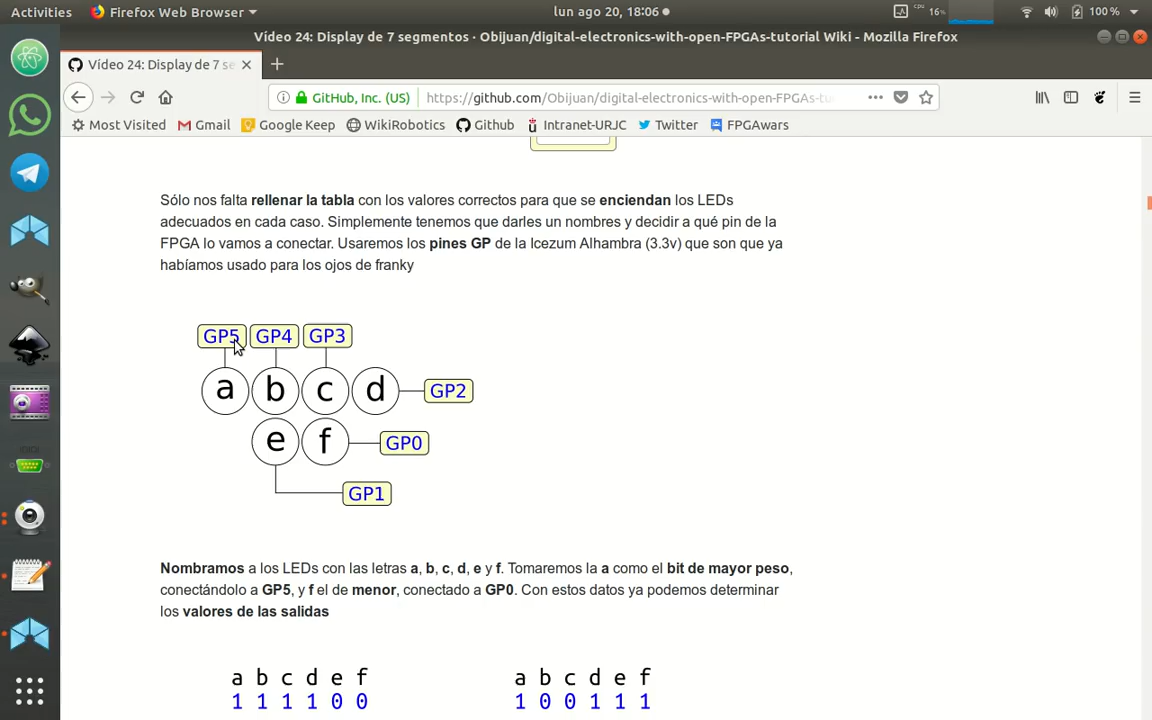 Activities Firefox Web Browser lun ago 20, 18:06 cpu 16% 100 %
Vídeo 24: Display de 7 segmentos · Obijuan/digital-electronics-with-open-FPGAs-tutorial Wiki - Mozilla Firefox
Vídeo 24: Display de 7 se
GitHub, Inc. (US) https://github.com/Obijuan/digital-electronics-with-open-FPGAs-tu
Most Visited Gmail Google Keep WikiRobotics Github Intranet-URJC Twitter FPGAwars
Sólo nos falta rellenar la tabla con los valores correctos para que se enciendan los LEDs
adecuados en cada caso. Simplemente tenemos que darles un nombres y decidir a qué pin de la
FPGA lo vamos a conectar. Usaremos los pines GP de la Icezum Alhambra (3.3v) que son que ya
habíamos usado para los ojos de franky
GP5 GP4 GP3
a b c d GP2
e f GP0
GP1
Nombramos a los LEDs con las letras a, b, c, d, e y f. Tomaremos la a como el bit de mayor peso,
conectándolo a GP5, y f el de menor, conectado a GP0. Con estos datos ya podemos determinar
los valores de las salidas
a b c d e f a b c d e f
1 1 1 1 0 0 1 0 0 1 1 1